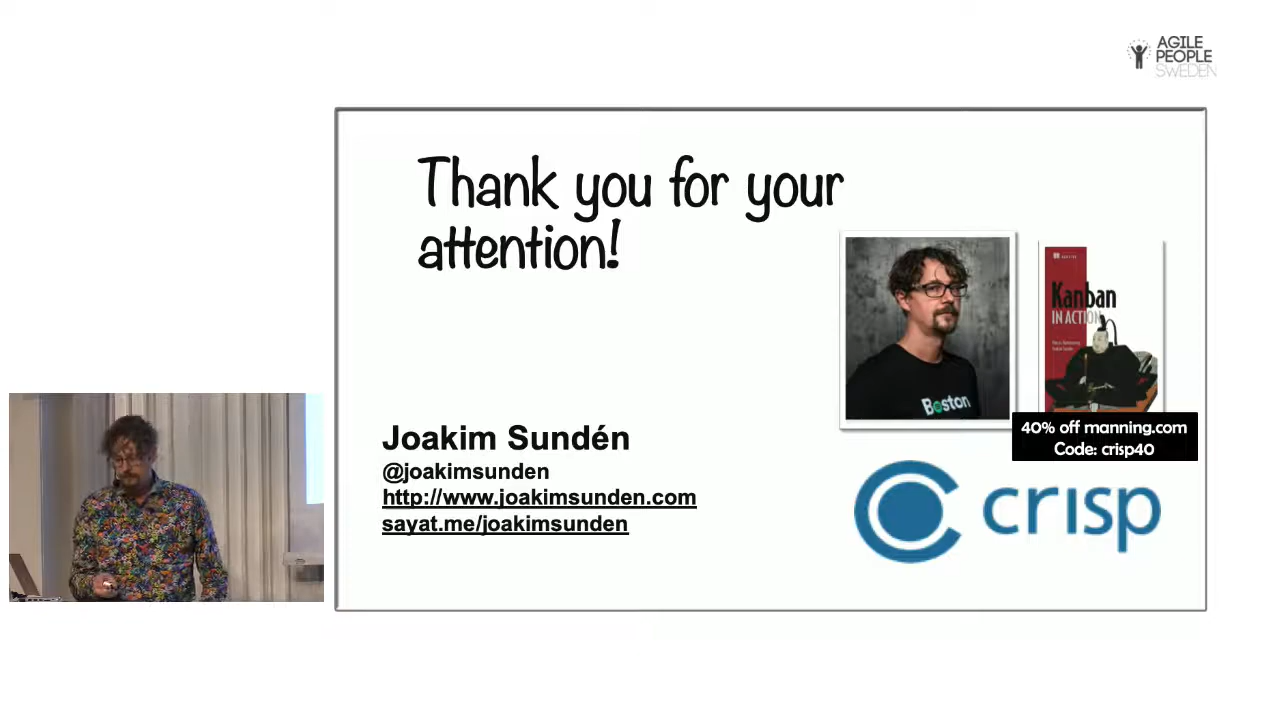 AGILE
PEOPLE
SWEDEN
Thank you for your
attention!
Boston
Kanban
IN ACTION
40% off manning.com
Code: crisp40
Joakim Sundén
@joakimsunden
http://www.joakimsunden.com
sayat.me/joakimsunden
crisp